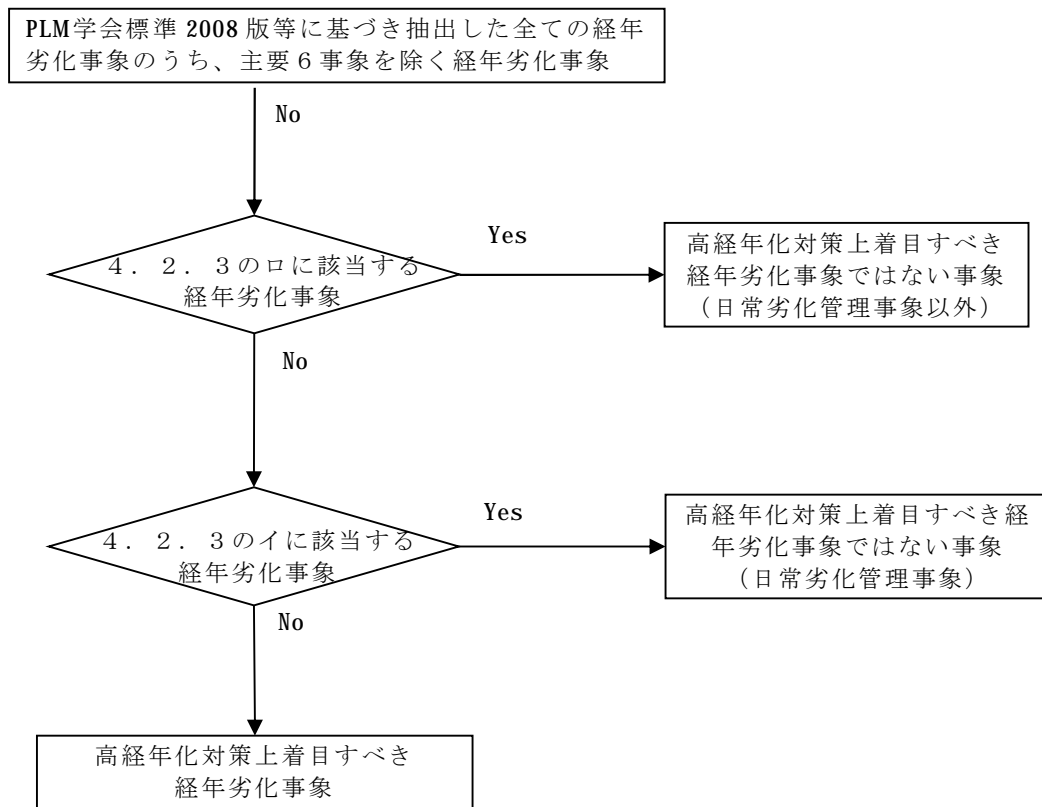 PLM学会標準 2008 版等に基づき抽出した全ての経年
劣化事象のうち、主要６事象を除く経年劣化事象
No
Yes
４．２．３のロに該当する
経年劣化事象
高経年化対策上着目すべき
経年劣化事象ではない事象
（日常劣化管理事象以外）
No
Yes
４．２．３のイに該当する
経年劣化事象
高経年化対策上着目すべき経
年劣化事象ではない事象
（日常劣化管理事象）
No
高経年化対策上着目すべき
経年劣化事象